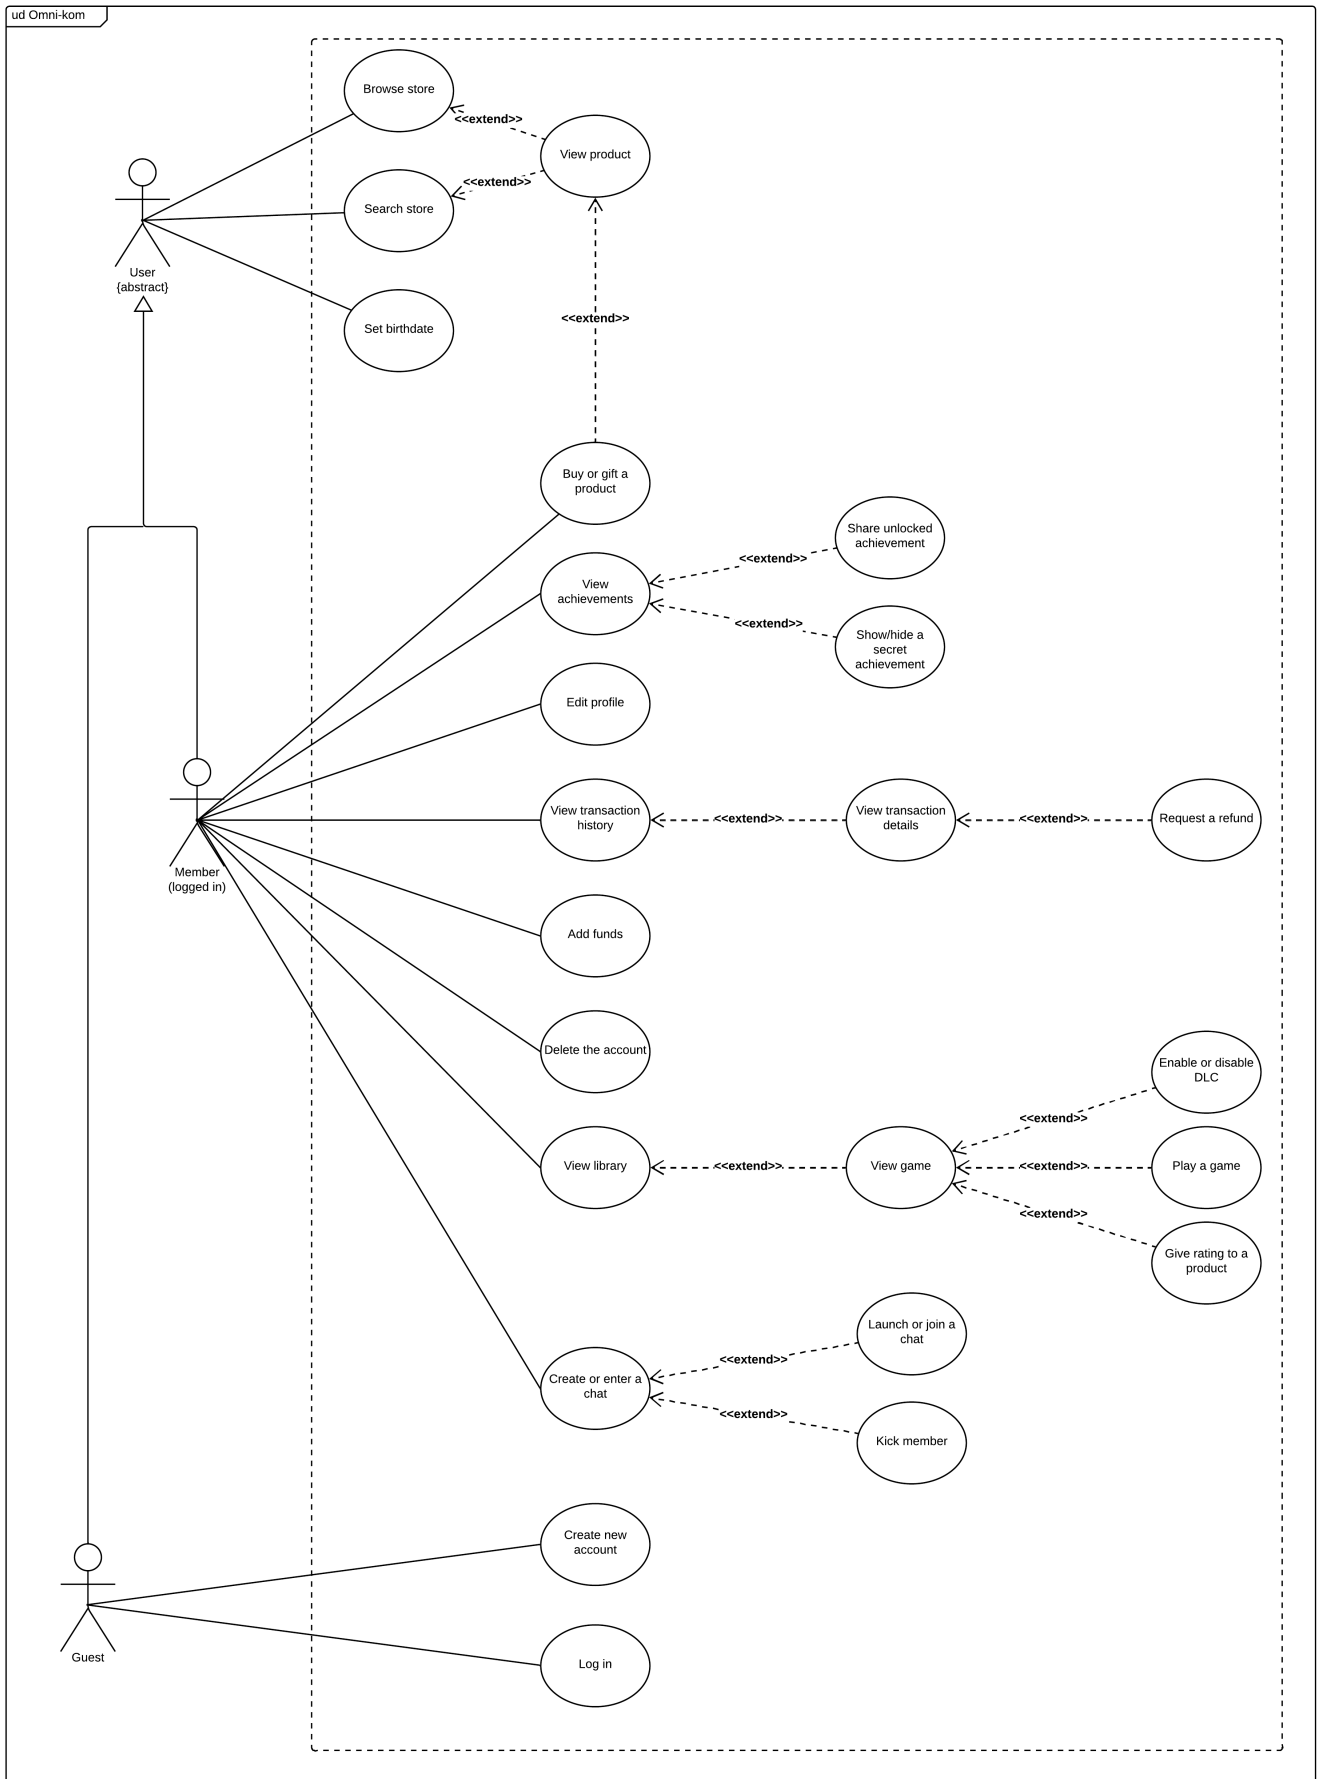 ud Omni-kom
Browse store
<<extend>>
View product
<<extend>>
Search store
User
{abstract}
<<extend>>
Set birthdate
Buy or gift a
product
Share unlocked
achievement
<<extend>>
View
achievements
<<extend>>
Show/hide a
secret
achievement
Edit profile
View transaction
history
<<extend>>
View transaction
details
<<extend>>
Request a refund
Member
(logged in)
Add funds
Delete the account
Enable or disable
DLC
<<extend>>
View library
<<extend>>
View game
<<extend>>
Play a game
<<extend>>
Give rating to a
product
Launch or join a
chat
<<extend>>
Create or enter a
chat
<<extend>>
Kick member
Create new
account
Guest
Log in